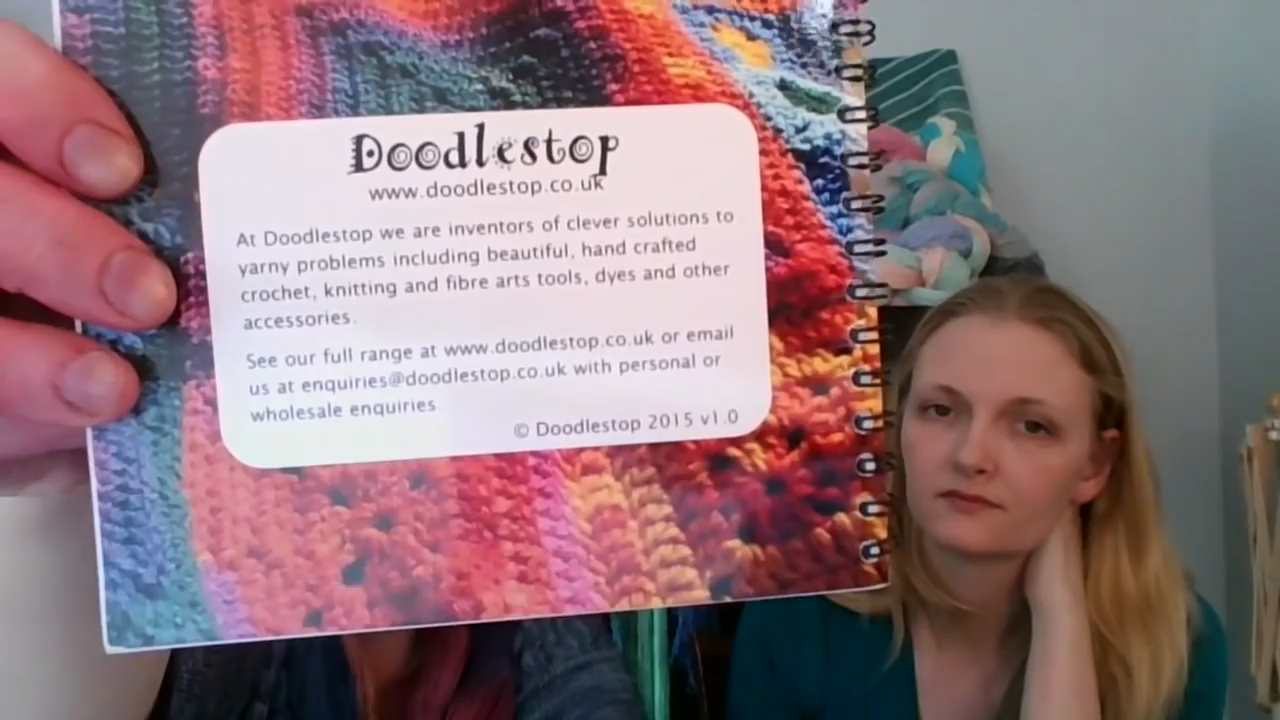 Doodlestop
www.doodlestop.co.uk
At Doodlestop we are inventors of clever solutions to
yarny problems including beautiful, hand crafted
crochet, knitting and fibre arts tools, dyes and other
accessories.
See our full range at www.doodlestop.co.uk or email
us at enquiries@doodlestop.co.uk with personal or
wholesale enquiries
© Doodlestop 2015 v1.0